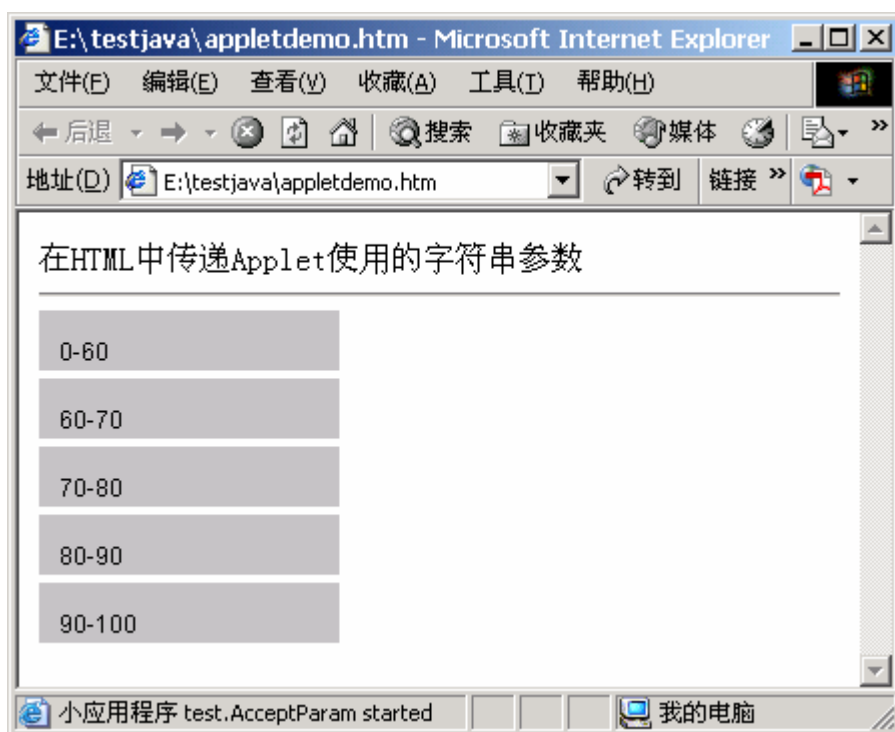 E:\testjava\appletdemo.htm - Microsoft Internet Explorer
文件(F) 编辑(E) 查看(V) 收藏(A) 工具(T) 帮助(H)
后退 搜索 收藏夹 媒体 »
地址(D) E:\testjava\appletdemo.htm 转到 链接 »
在HTML中传递Applet使用的字符串参数
0-60
60-70
70-80
80-90
90-100
小应用程序 test.AcceptParam started 我的电脑